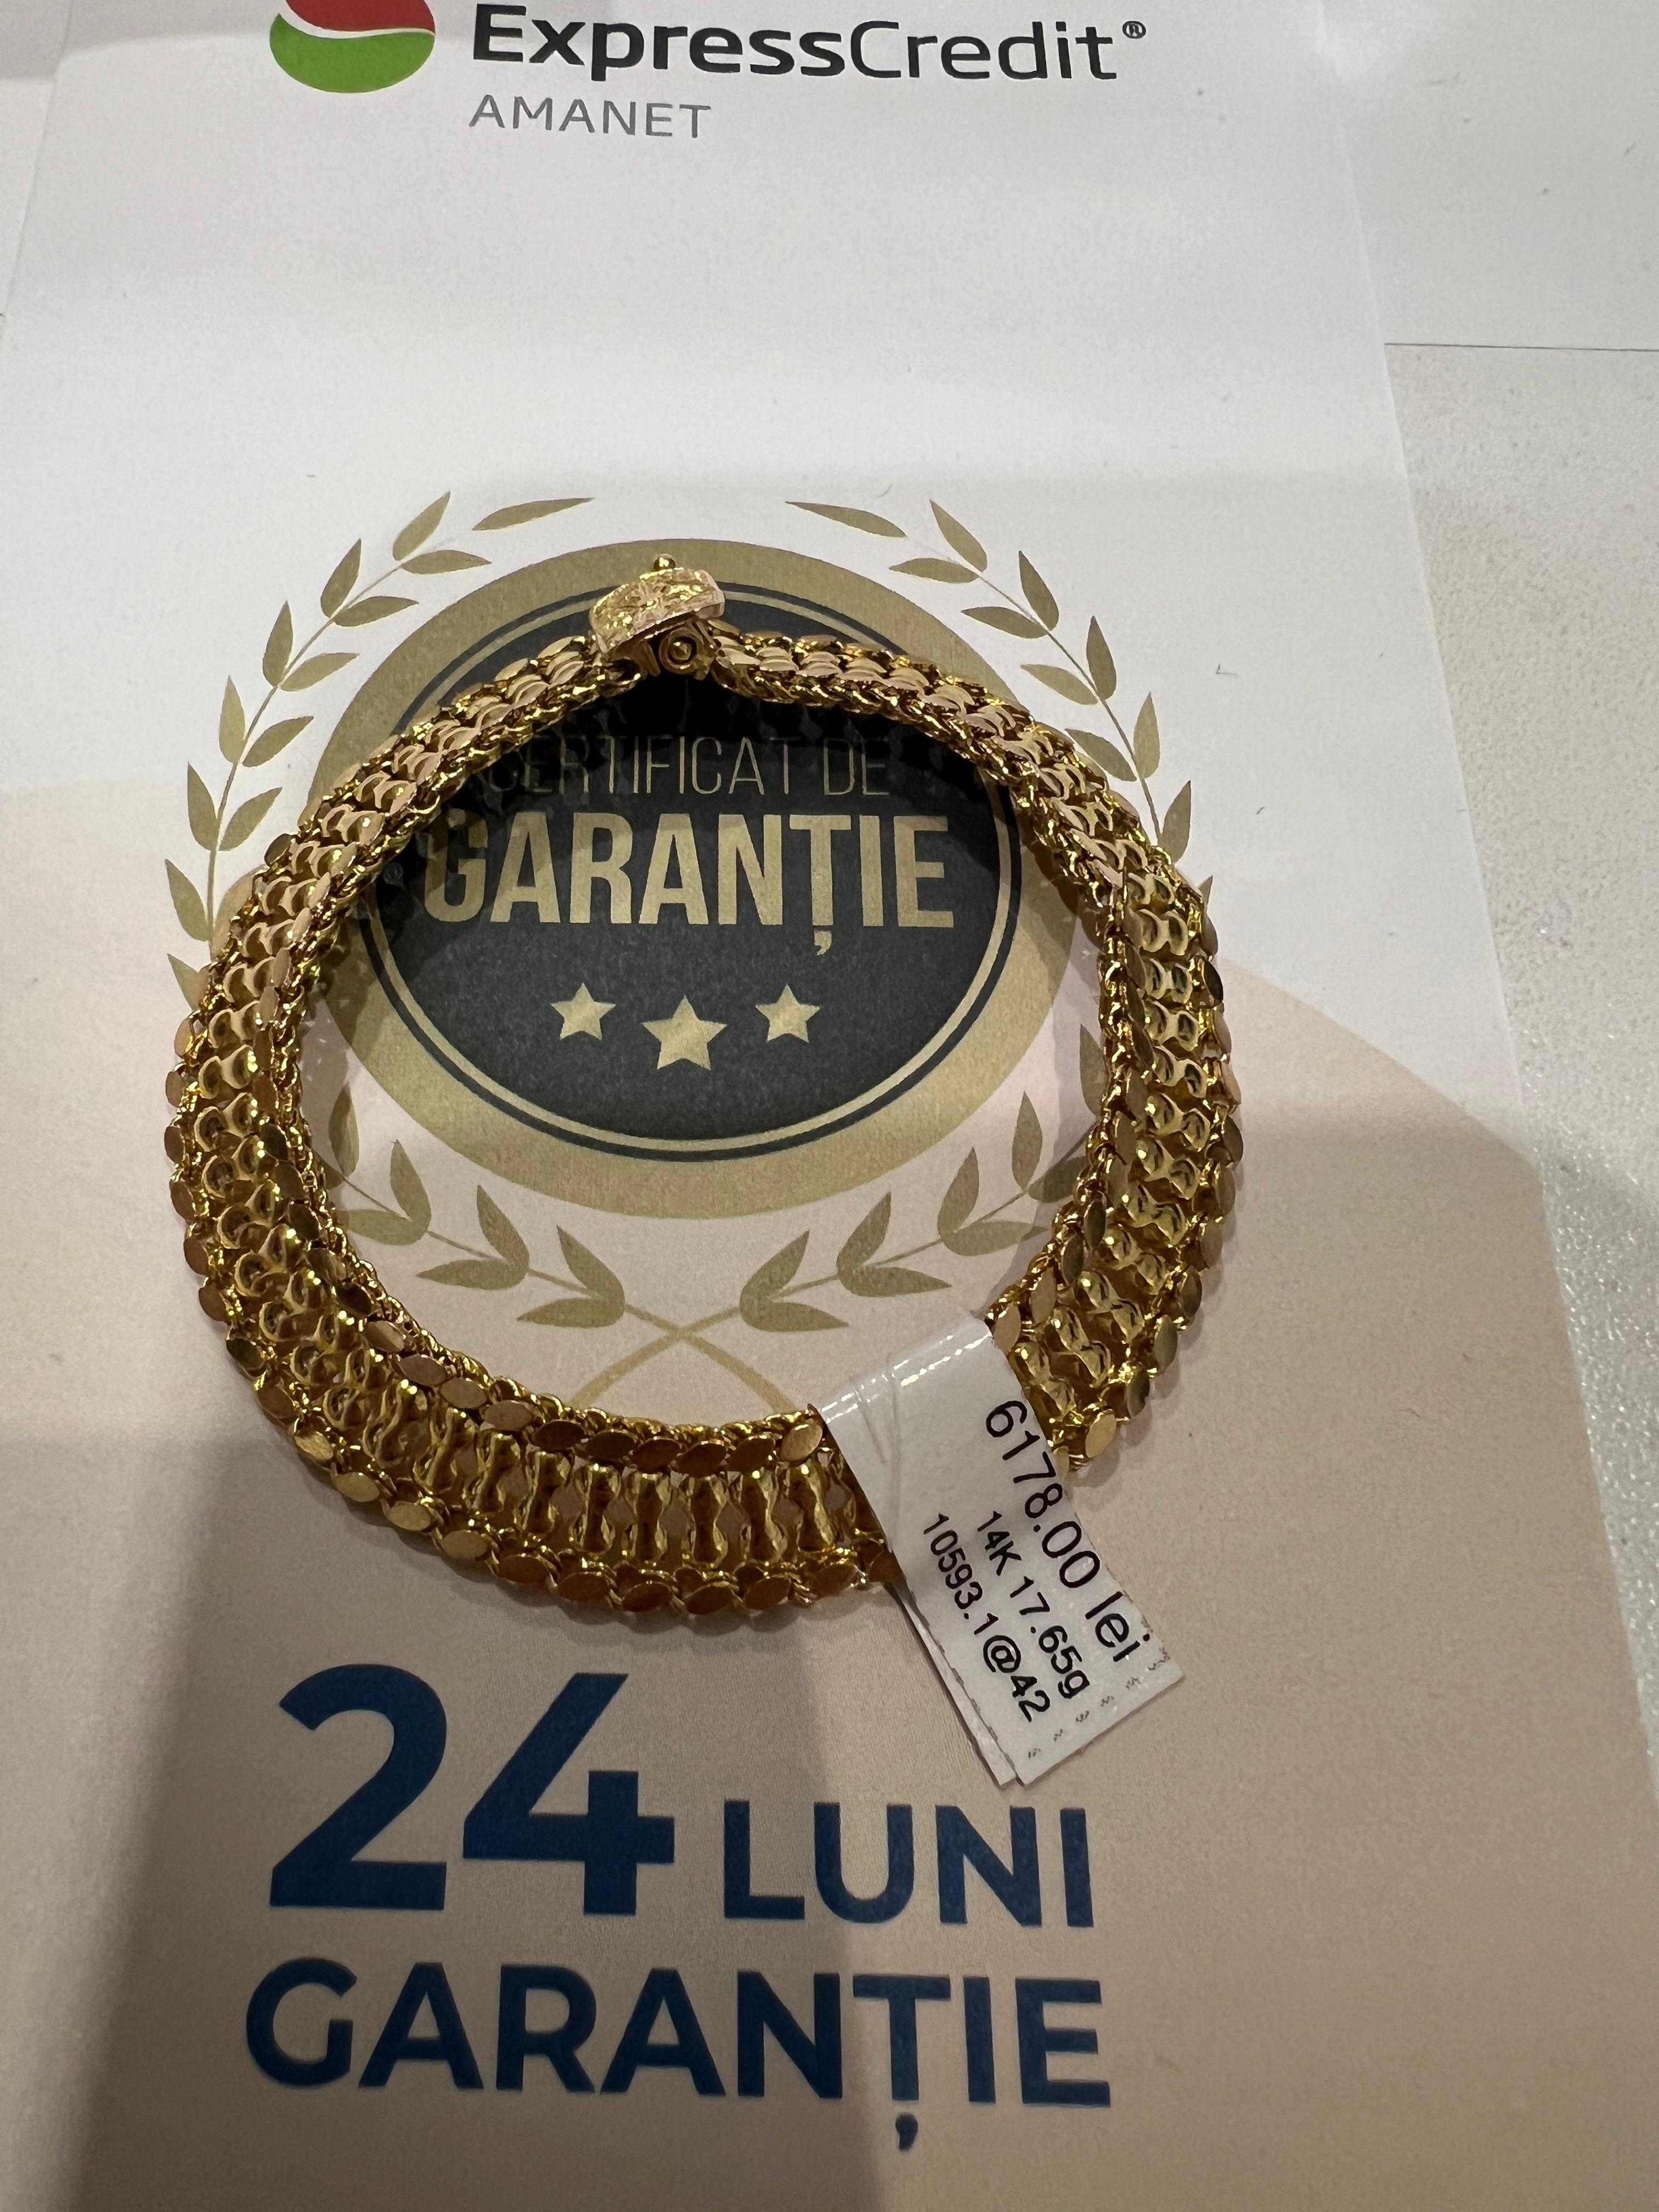 ExpressCredit®
AMANET
CERTIFICAT DE
GARANȚIE
6178.00 lei
14K 17.65g
10593.1@42
24 LUNI
GARANȚIE